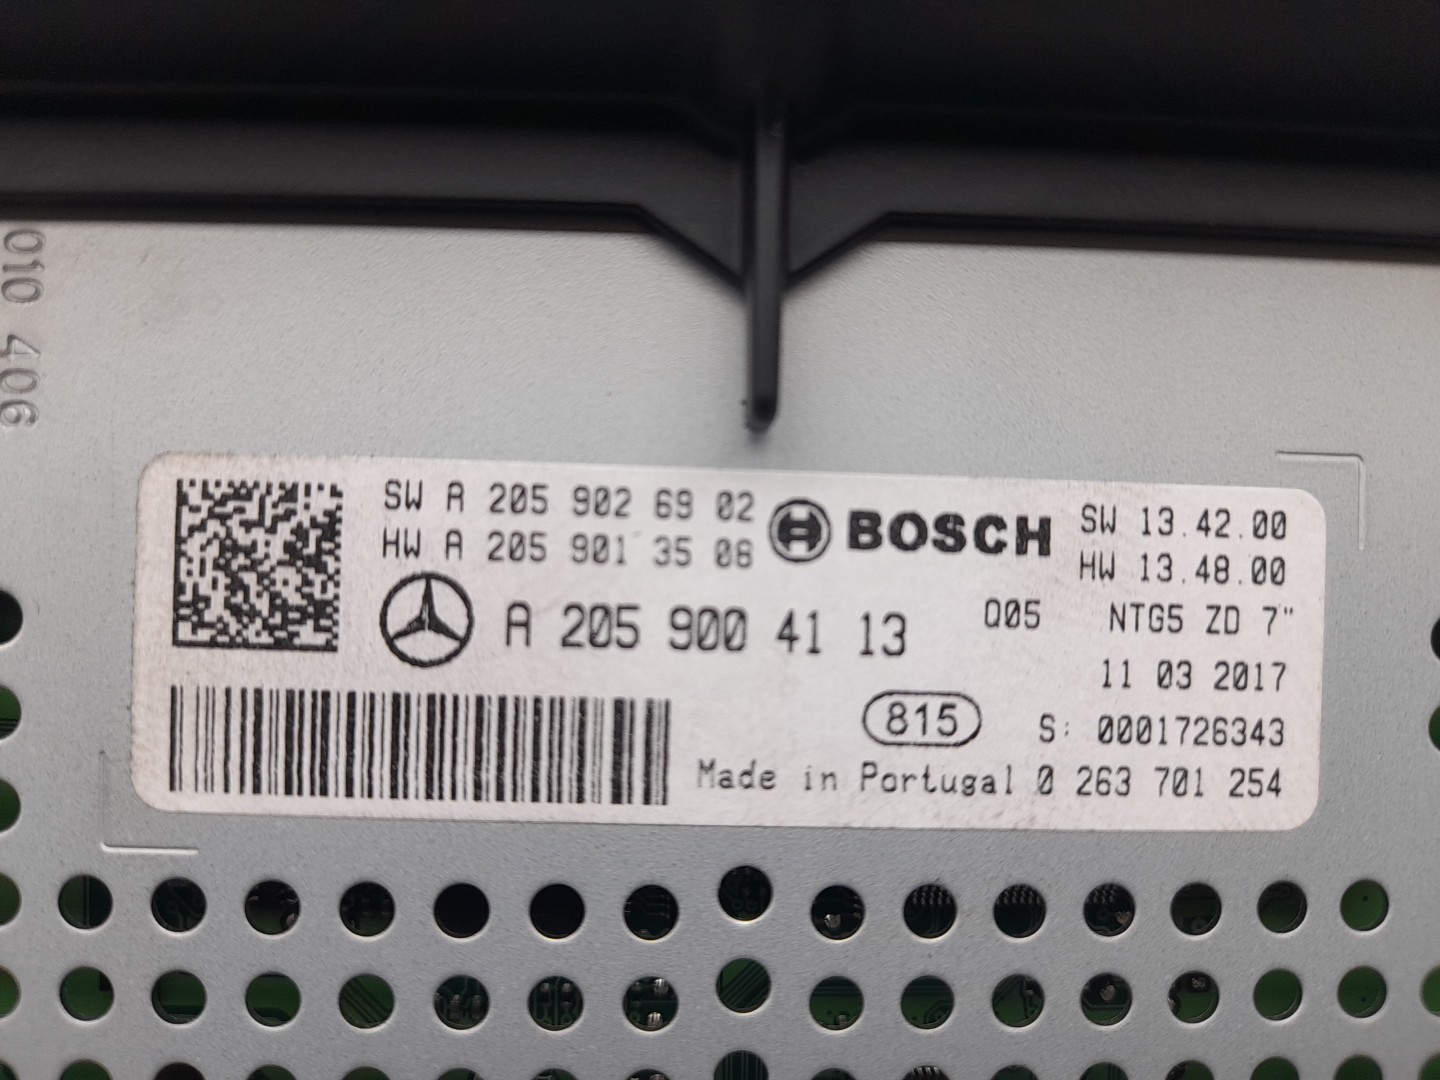 010 406
SW A 205 902 69 02
HW A 205 901 35 08
BOSCH
SW 13.42.00
HW 13.48.00
A 205 900 41 13
Q05
NTG5 ZD 7"
11 03 2017
815
S: 0001726343
Made in Portugal 0 263 701 254